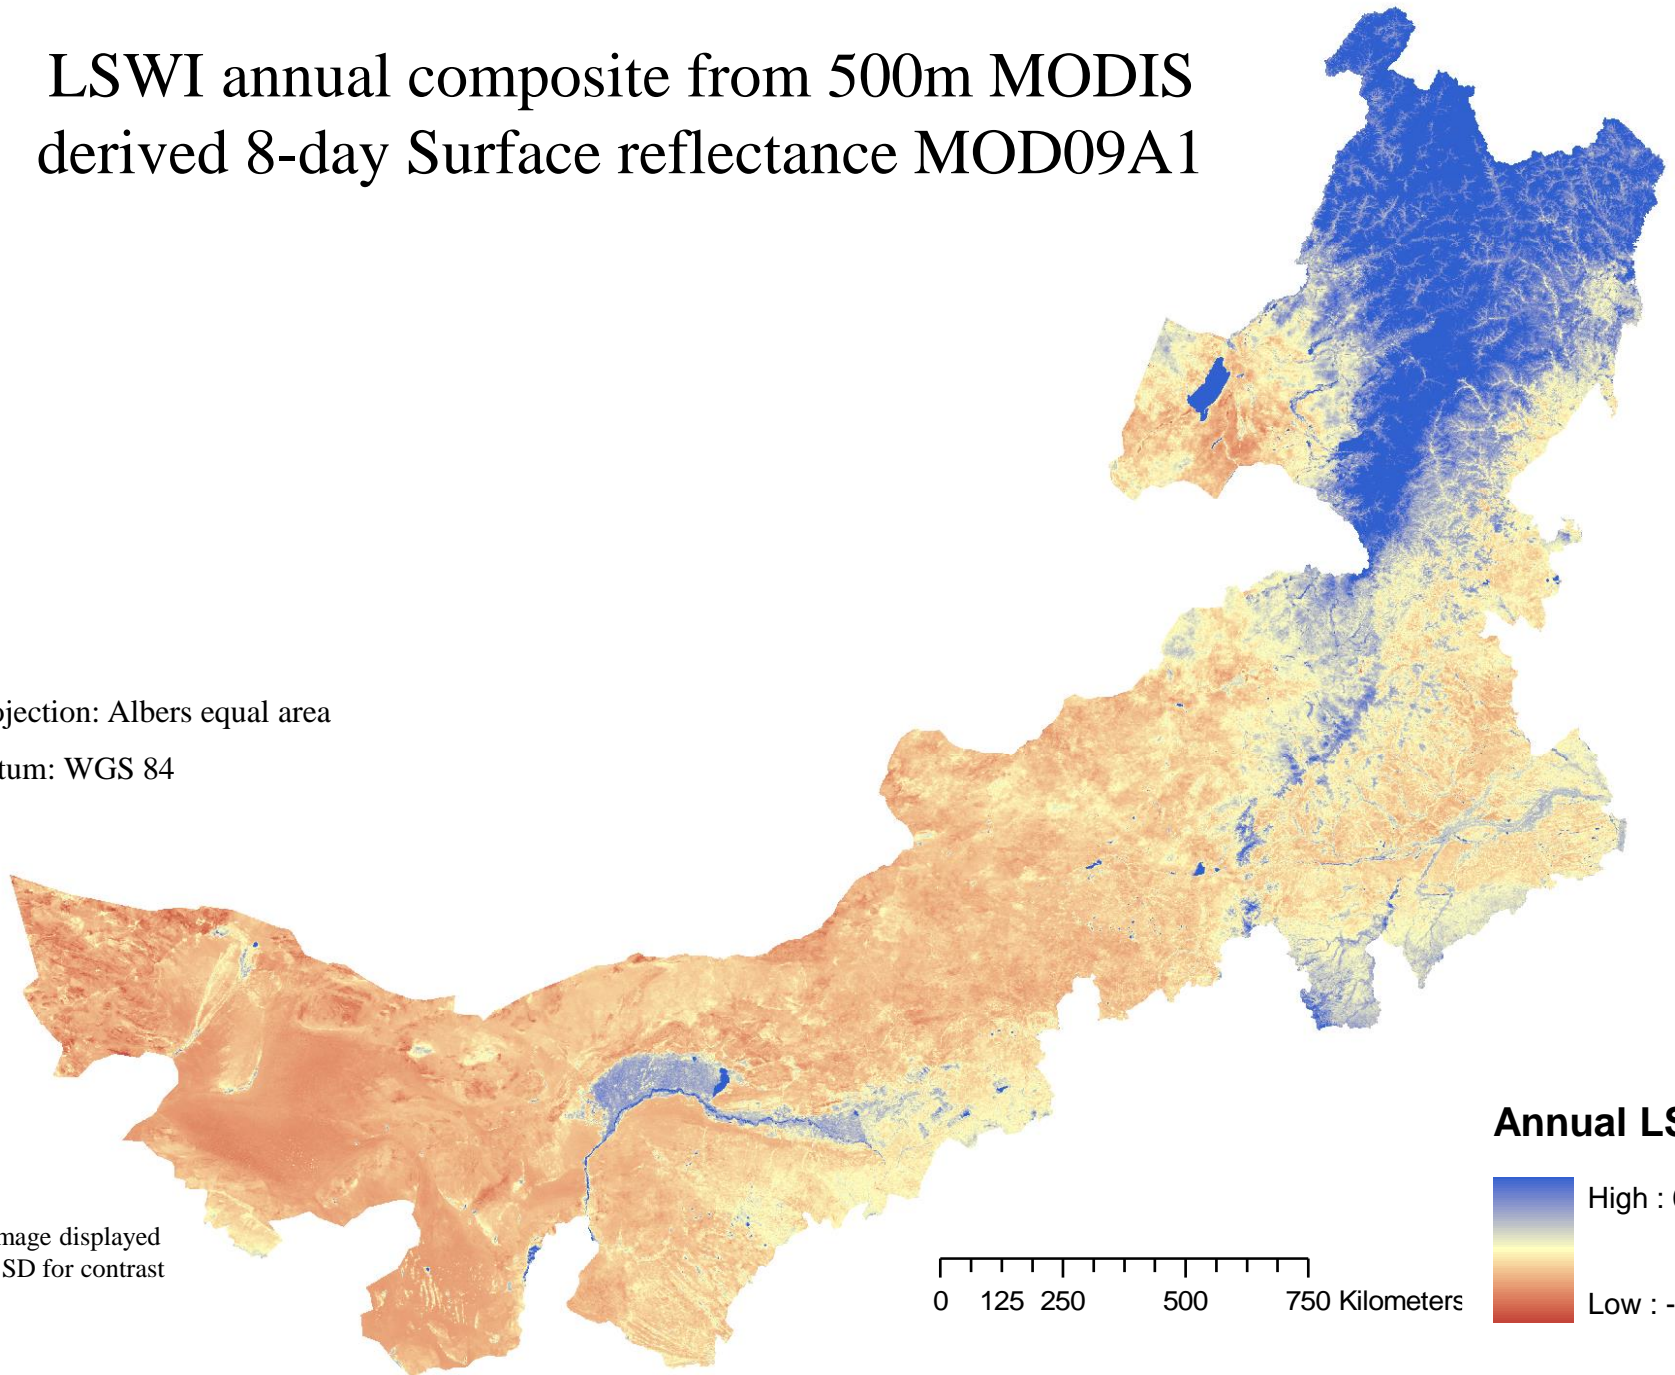 LSWI annual composite from 500m MODIS
derived 8-day Surface reflectance MOD09A1
ojection: Albers equal area
tum: WGS 84
mage displayed
SD for contrast
0 125 250 500 750 Kilometers
Annual LS
High :
Low : -